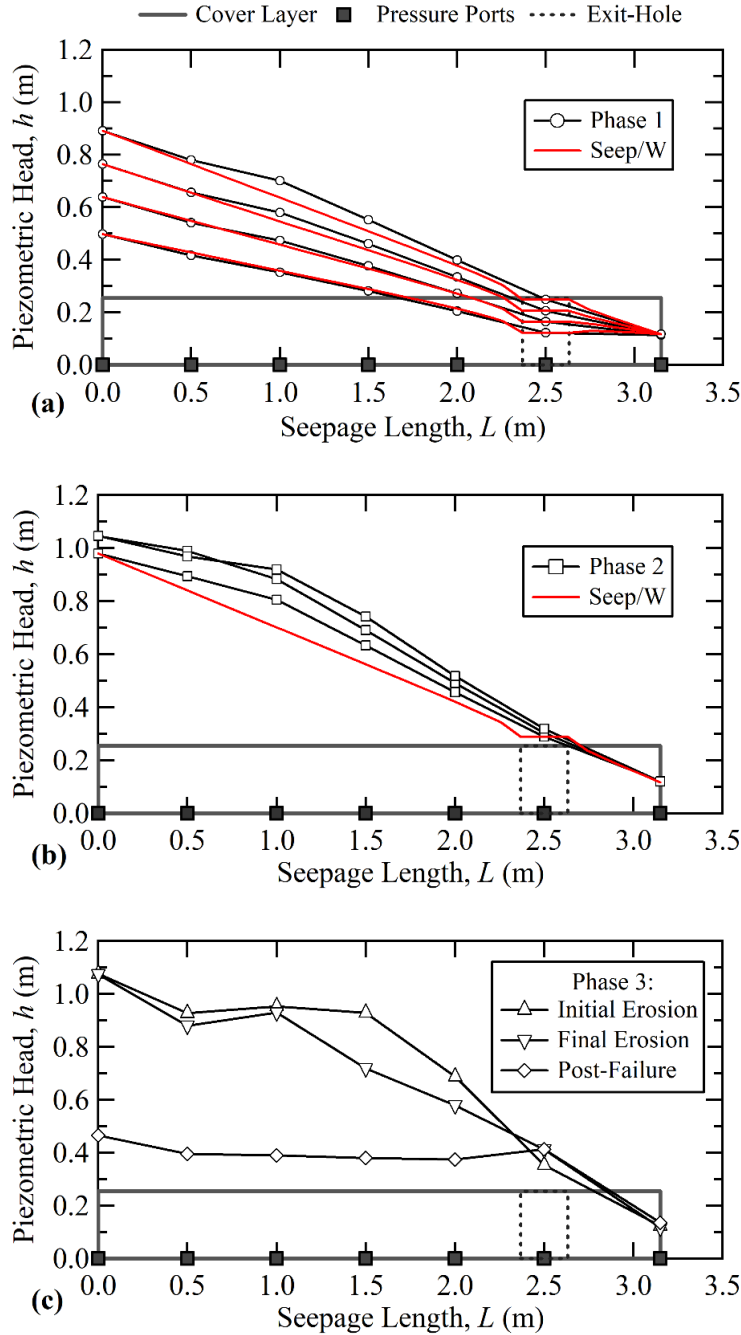 Cover Layer Pressure Ports Exit-Hole
1.2
1.0
0.8
0.6
0.4
0.2
0.0
Piezometric Head, h (m)
Phase 1
Seep/W
0.0 0.5 1.0 1.5 2.0 2.5 3.0 3.5
(a)
Seepage Length, L (m)
1.2
1.0
0.8
0.6
0.4
0.2
0.0
Piezometric Head, h (m)
Phase 2
Seep/W
0.0 0.5 1.0 1.5 2.0 2.5 3.0 3.5
(b)
Seepage Length, L (m)
1.2
1.0
0.8
0.6
0.4
0.2
0.0
Piezometric Head, h (m)
Phase 3:
Initial Erosion
Final Erosion
Post-Failure
0.0 0.5 1.0 1.5 2.0 2.5 3.0 3.5
(c)
Seepage Length, L (m)